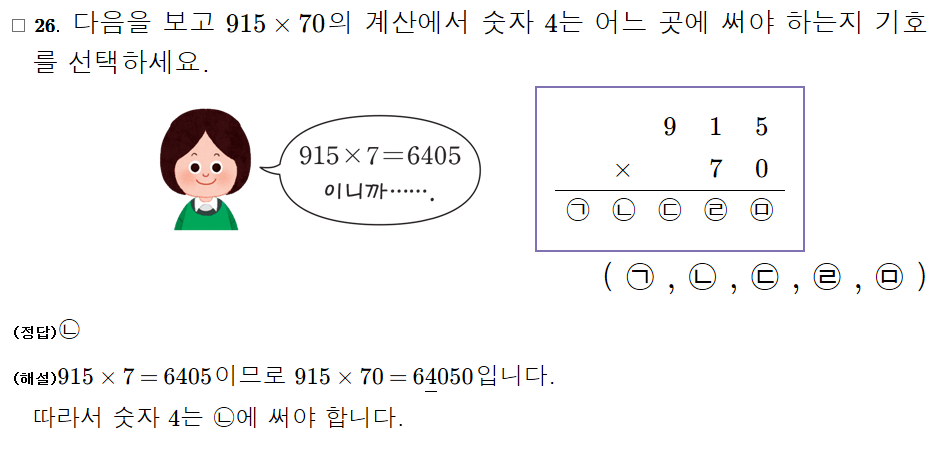 □ 26. 다음을 보고 915 × 70의 계산에서 숫자 4는 어느 곳에 써야 하는지 기호
를 선택하세요.
915×7=6405
이니까…….
9 1 5
× 7 0
㉠ ㉡ ㉢ ㉣ ㉤
( ㉠ , ㉡ , ㉢ , ㉣ , ㉤ )
(정답)㉡
(해설)915 × 7 = 6405이므로 915 × 70 = 64050입니다.
따라서 숫자 4는 ㉡에 써야 합니다.